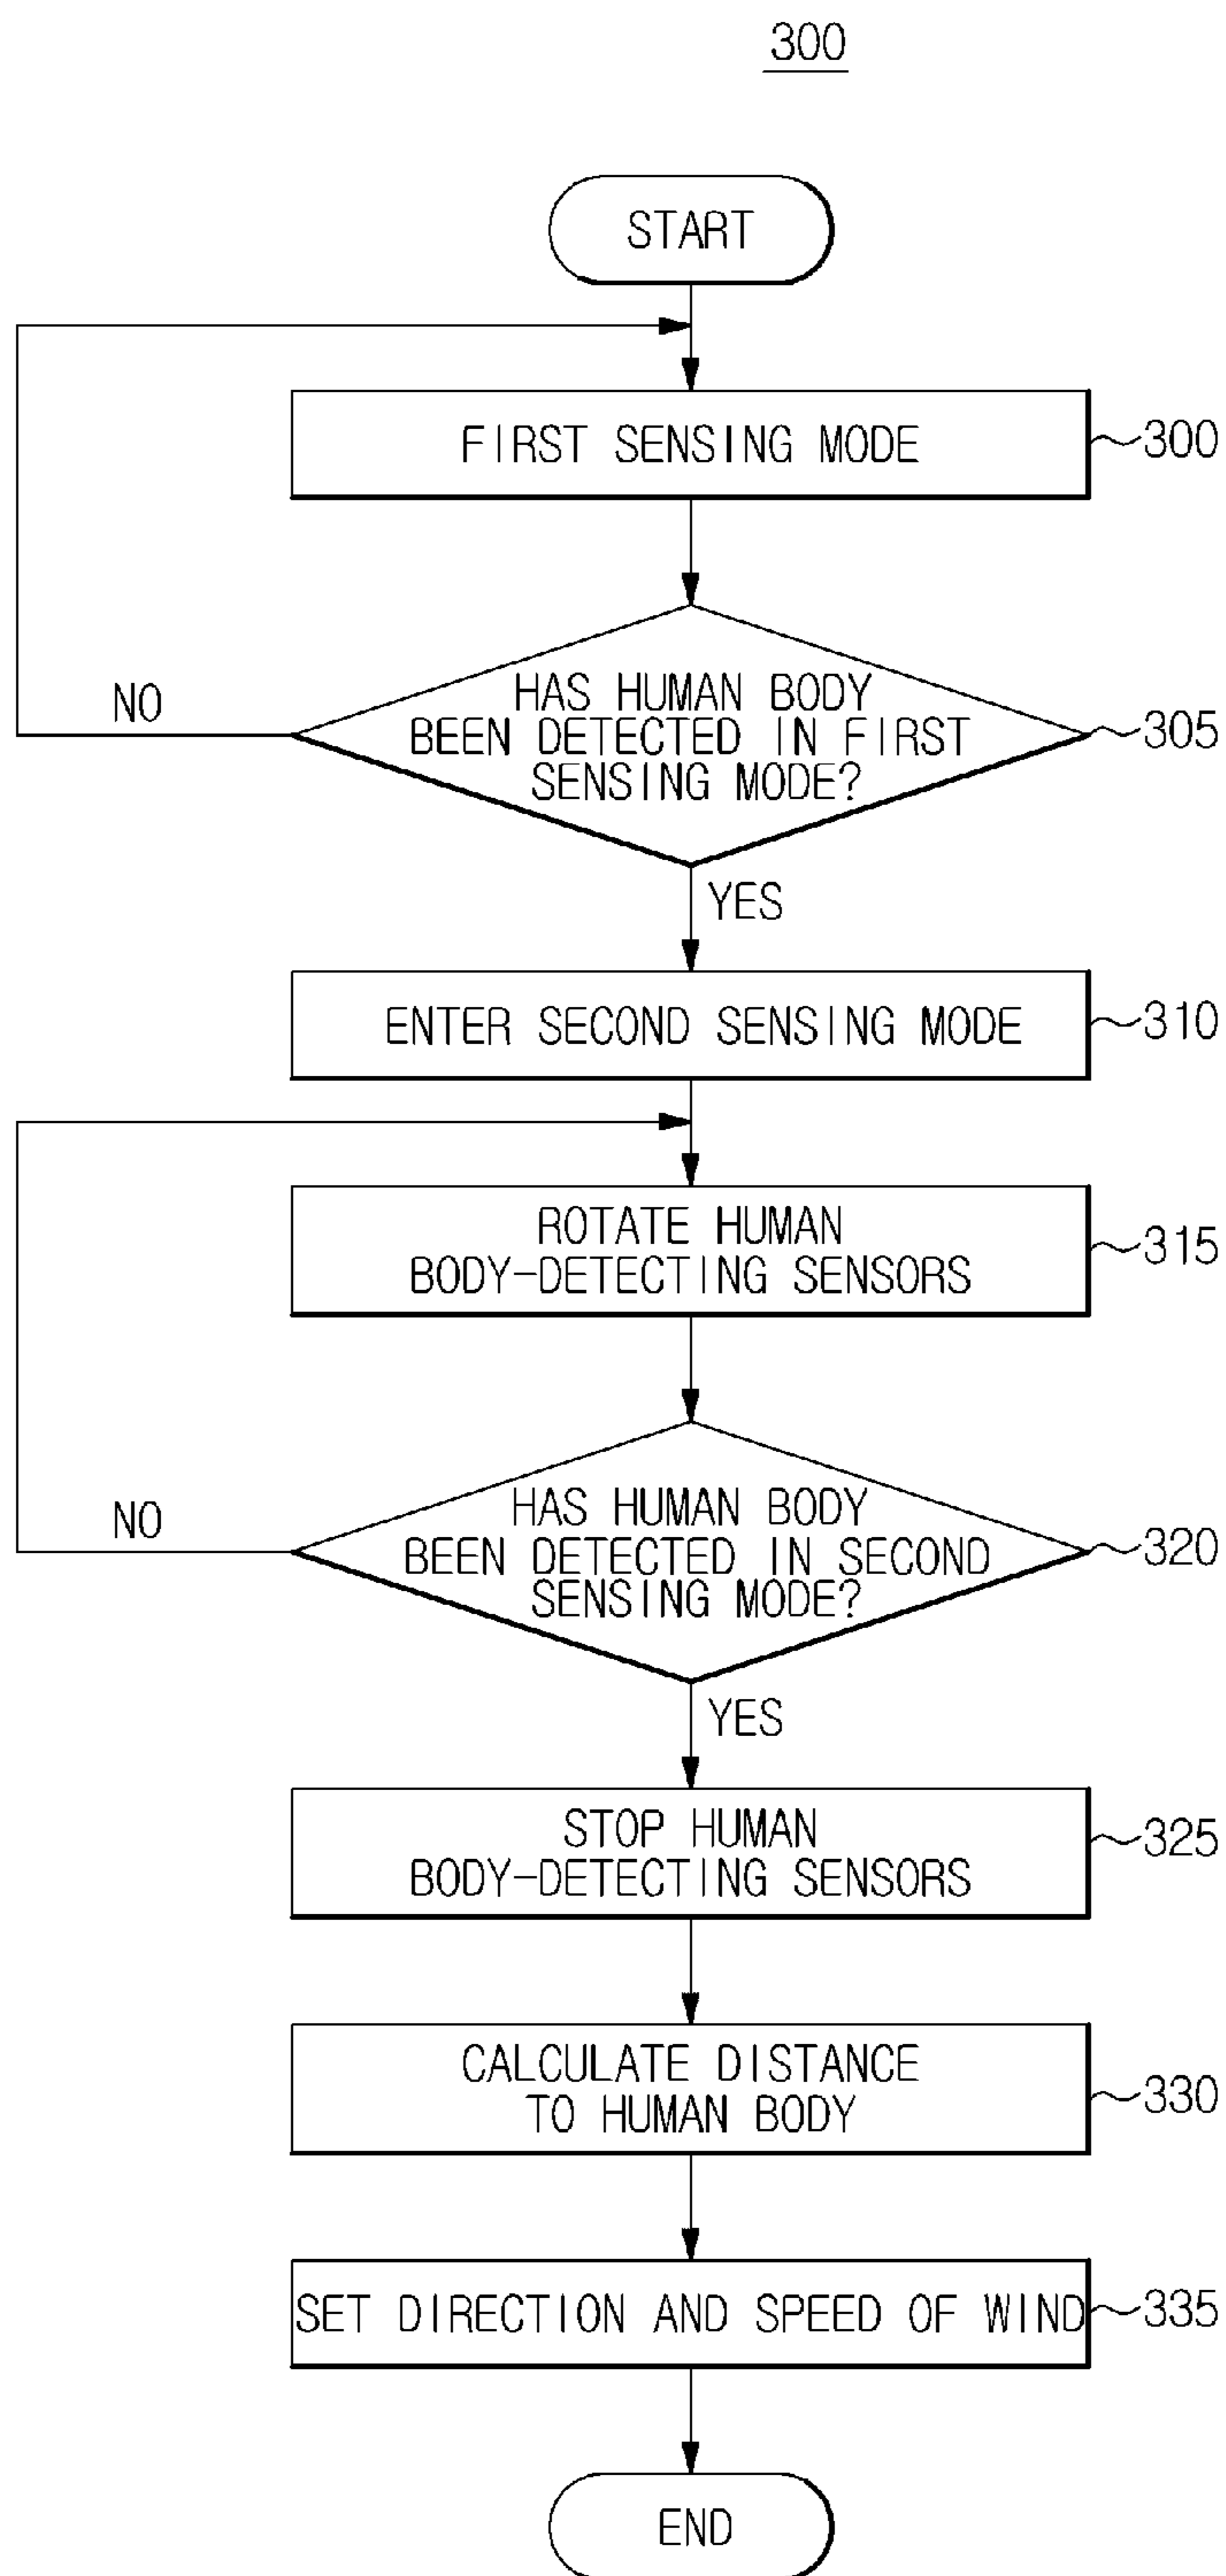 300
START
FIRST SENSING MODE
300
HAS HUMAN BODY
BEEN DETECTED IN FIRST
SENSING MODE?
305
NO
YES
ENTER SECOND SENSING MODE
310
ROTATE HUMAN
BODY-DETECTING SENSORS
315
HAS HUMAN BODY
BEEN DETECTED IN SECOND
SENSING MODE?
320
NO
YES
STOP HUMAN
BODY-DETECTING SENSORS
325
CALCULATE DISTANCE
TO HUMAN BODY
330
SET DIRECTION AND SPEED OF WIND
335
END